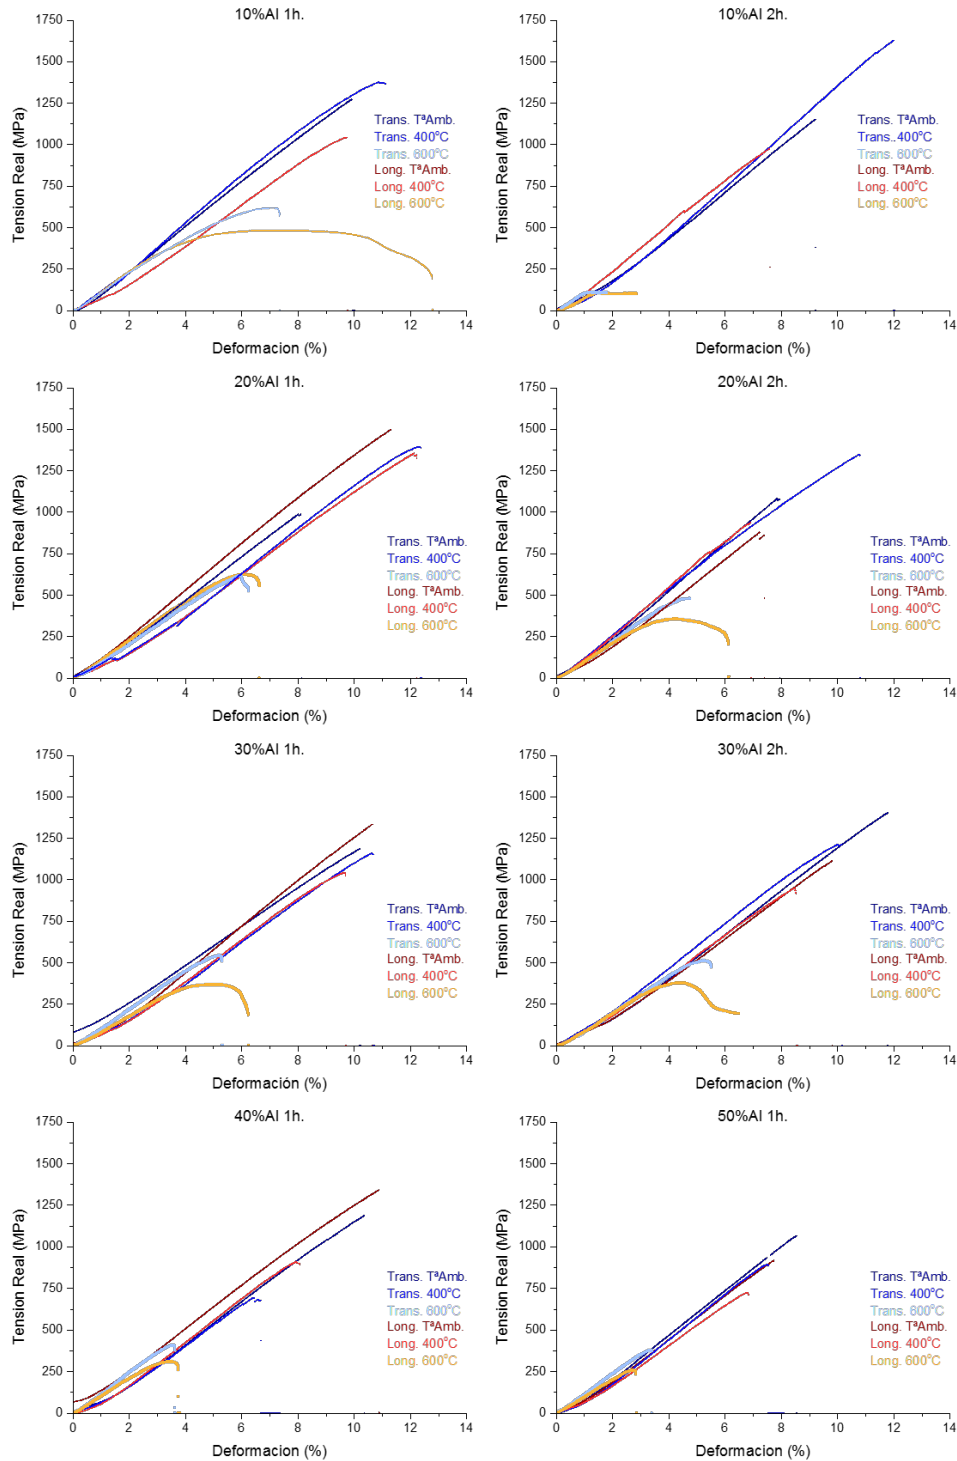 10%Al 1h.
1750
1500
1250
1000
750
500
250
0
Tension Real (MPa)
Trans. TªAmb.
Trans. 400ºC
Trans. 600ºC
Long. TªAmb.
Long. 400ºC
Long. 600ºC
0 2 4 6 8 10 12 14
Deformacion (%)
10%Al 2h.
1750
1500
1250
1000
750
500
250
0
Tension Real (MPa)
Trans. TªAmb.
Trans.. 400ºC
Trans. 600ºC
Long. TªAmb.
Long. 400ºC
Long. 600ºC
0 2 4 6 8 10 12 14
Deformacion (%)
20%Al 1h.
1750
1500
1250
1000
750
500
250
0
Tension Real (MPa)
Trans. TªAmb.
Trans. 400ºC
Trans. 600ºC
Long. TªAmb.
Long. 400ºC
Long. 600ºC
0 2 4 6 8 10 12 14
Deformacion (%)
20%Al 2h.
1750
1500
1250
1000
750
500
250
0
Tension Real (MPa)
Trans. TªAmb.
Trans. 400ºC
Trans. 600ºC
Long. TªAmb.
Long. 400ºC
Long. 600ºC
0 2 4 6 8 10 12 14
Deformacion (%)
30%Al 1h.
1750
1500
1250
1000
750
500
250
0
Tension Real (MPa)
Trans. TªAmb.
Trans. 400ºC
Trans. 600ºC
Long. TªAmb.
Long. 400ºC
Long. 600ºC
0 2 4 6 8 10 12 14
Deformación (%)
30%Al 2h.
1750
1500
1250
1000
750
500
250
0
Tension Real (MPa)
Trans. TªAmb.
Trans. 400ºC
Trans. 600ºC
Long. TªAmb.
Long. 400ºC
Long. 600ºC
0 2 4 6 8 10 12 14
Deformacion (%)
40%Al 1h.
1750
1500
1250
1000
750
500
250
0
Tension Real (MPa)
Trans. TªAmb.
Trans. 400ºC
Trans. 600ºC
Long. TªAmb.
Long. 400ºC
Long. 600ºC
0 2 4 6 8 10 12 14
Deformacion (%)
50%Al 1h.
1750
1500
1250
1000
750
500
250
0
Tension Real (MPa)
Trans. TªAmb.
Trans. 400ºC
Trans. 600ºC
Long. TªAmb.
Long. 400ºC
Long. 600ºC
0 2 4 6 8 10 12 14
Deformacion (%)